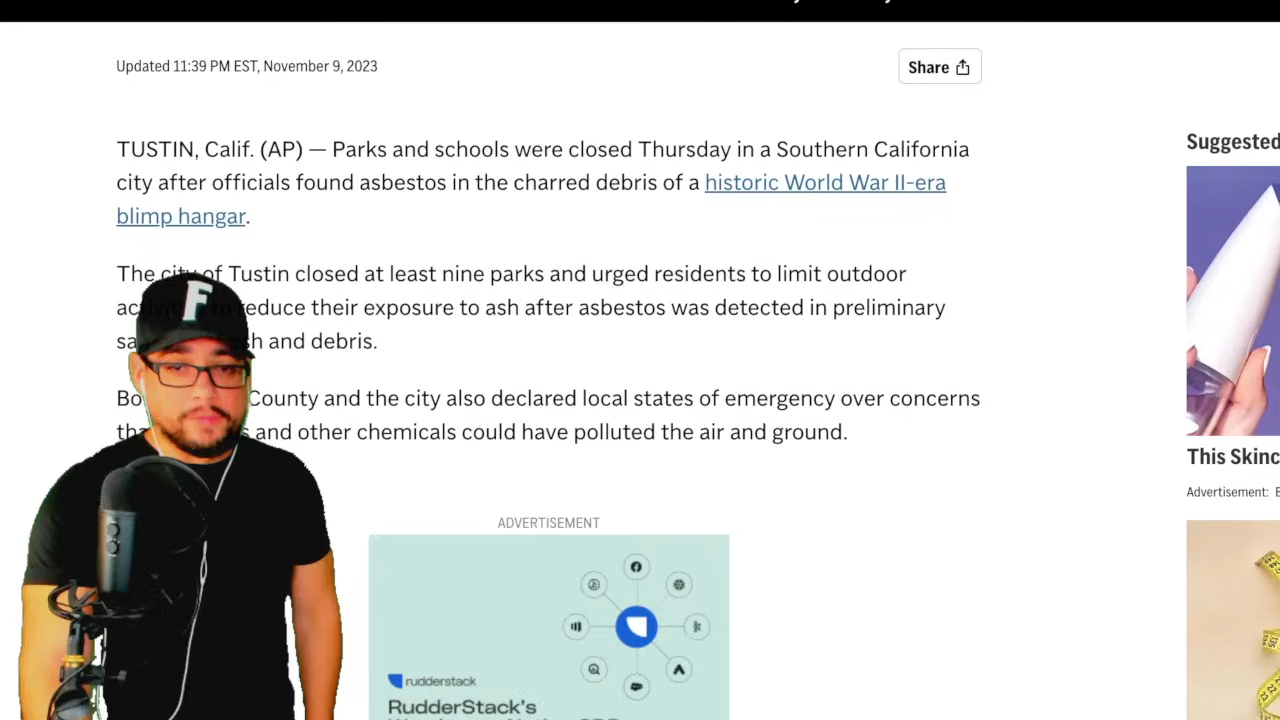 Updated 11:39 PM EST, November 9, 2023
Share
TUSTIN, Calif. (AP) — Parks and schools were closed Thursday in a Southern California
city after officials found asbestos in the charred debris of a historic World War II-era
blimp hangar.
The city of Tustin closed at least nine parks and urged residents to limit outdoor
to reduce their exposure to ash after asbestos was detected in preliminary
and debris.
County and the city also declared local states of emergency over concerns
and other chemicals could have polluted the air and ground.
ADVERTISEMENT
rudderstack
RudderStack's
F
Suggested
This Skinc
Advertisement: